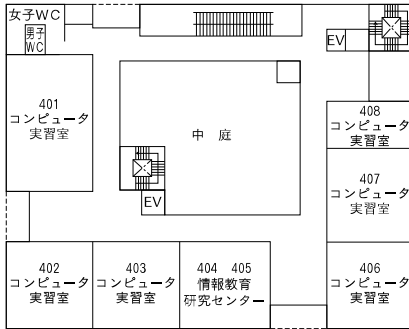 女子WC
男子
WC
EV
401
コンピュータ
実習室
中 庭
408
コンピュータ
実習室
407
コンピュータ
実習室
EV
402
コンピュータ
実習室
403
コンピュータ
実習室
404 405
情報教育
研究センター
406
コンピュータ
実習室